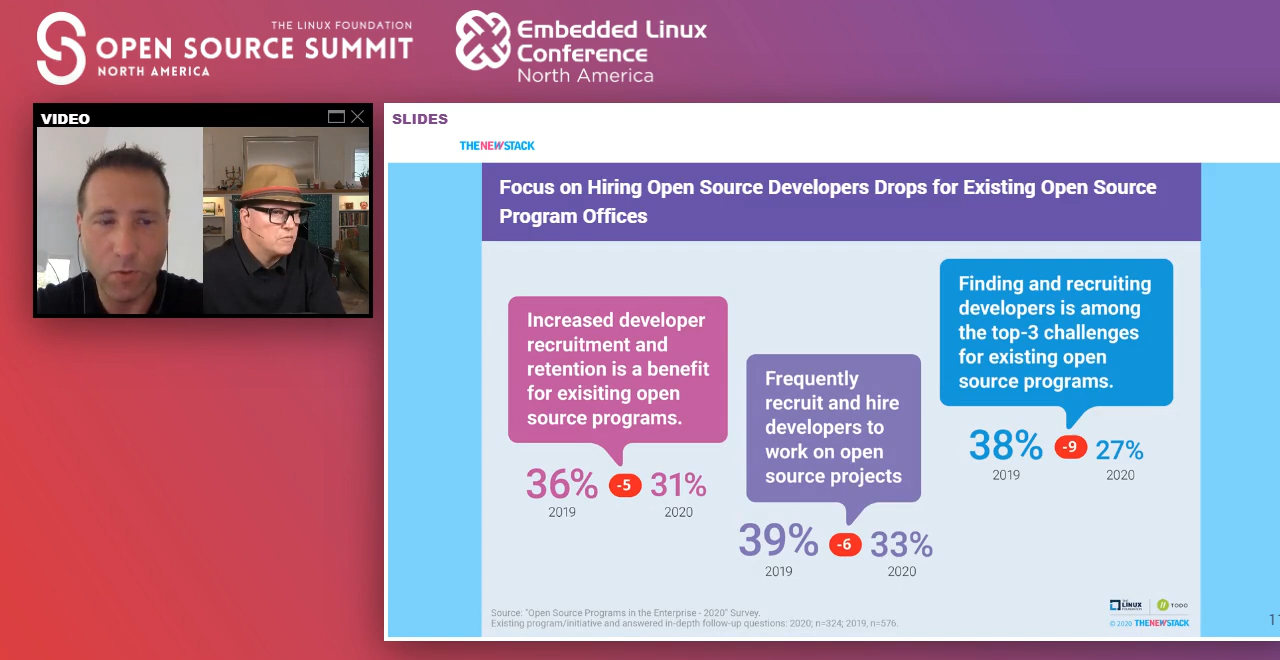 THE LINUX FOUNDATION
OPEN SOURCE SUMMIT
NORTH AMERICA
Embedded Linux
Conference
North America
VIDEO
SLIDES
THENEWSTACK
Focus on Hiring Open Source Developers Drops for Existing Open Source
Program Offices
Increased developer
recruitment and
retention is a benefit
for exisiting open
source programs.
36% -5 31%
2019 2020
Frequently
recruit and hire
developers to
work on open
source projects
39% -6 33%
2019 2020
Finding and recruiting
developers is among
the top-3 challenges
for existing open
source programs.
38% -9 27%
2019 2020
Source: "Open Source Programs in the Enterprise - 2020" Survey.
Existing program/initiative and answered in-depth follow-up questions: 2020; n=324; 2019, n=576.
THE LINUX FOUNDATION
TODO
© 2020 THENEWSTACK